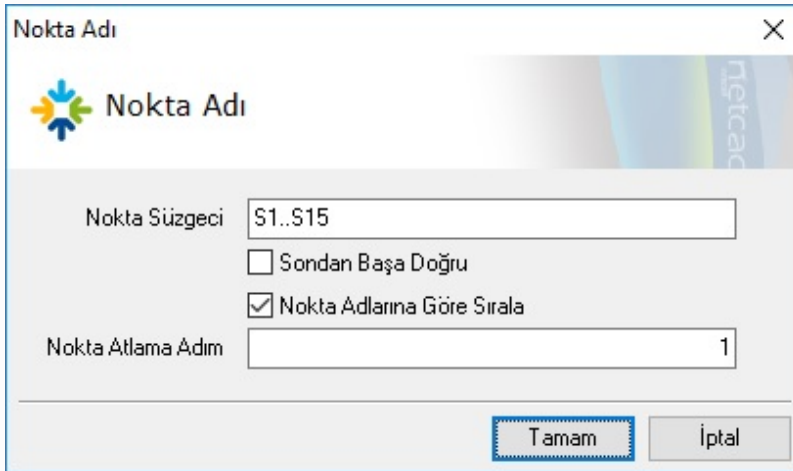 Nokta Adı
Nokta Adı
netcad
Nokta Süzgeci S1..S15
Sondan Başa Doğru
Nokta Adlarına Göre Sırala
Nokta Atlama Adım 1
Tamam İptal